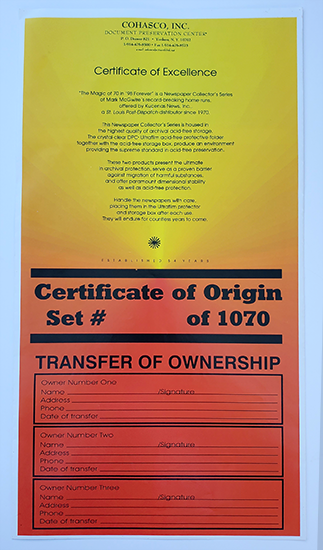 COHASCO, INC.
DOCUMENT PRESERVATION CENTER
Certificate of Excellence
"The Magic of 70 in '98 Forever" is a Newspaper Collector's Series
of Mark McGwire's record breaking home runs,
offered by Kucenas News, Inc.,
a St. Louis Post-Dispatch distributor since 1970.
This Newspaper Collector's Series is housed in
the highest quality of archival acid-free storage.
The crystal clear DPC Ultrafilm acid-free protective folder
together with the acid-free storage box, produce an environment
providing the supreme standard in acid-free preservation.
These two products present the ultimate
in archival protection, serve as a proven barrier
against migration of harmful substances,
and offer paramount dimensional stability
as well as acid-free protection.
Handle the newspapers with care,
placing them in the Ultrafilm protector
and storage box after each use.
They will endure for countless years to come.
Certificate of Origin
Set # of 1070
TRANSFER OF OWNERSHIP
Owner Number One
Name /Signature
Address
Phone
Date of transfer
Owner Number Two
Name /Signature
Address
Phone
Date of transfer
Owner Number Three
Name /Signature
Address
Phone
Date of transfer